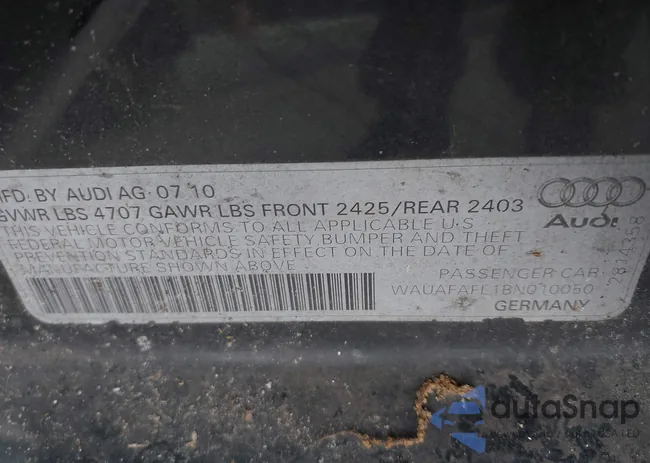 MFD. BY AUDI AG 07 10
GVWR LBS 4707 GAWR LBS FRONT 2425/REAR 2403
THIS VEHICLE CONFORMS TO ALL APPLICABLE U.S.
FEDERAL MOTOR VEHICLE SAFETY, BUMPER AND THEFT
PREVENTION STANDARDS IN EFFECT ON THE DATE OF
MANUFACTURE SHOWN ABOVE
Audi
PASSENGER CAR
WAUAFAFL1BN010050
GERMANY
autaSnap